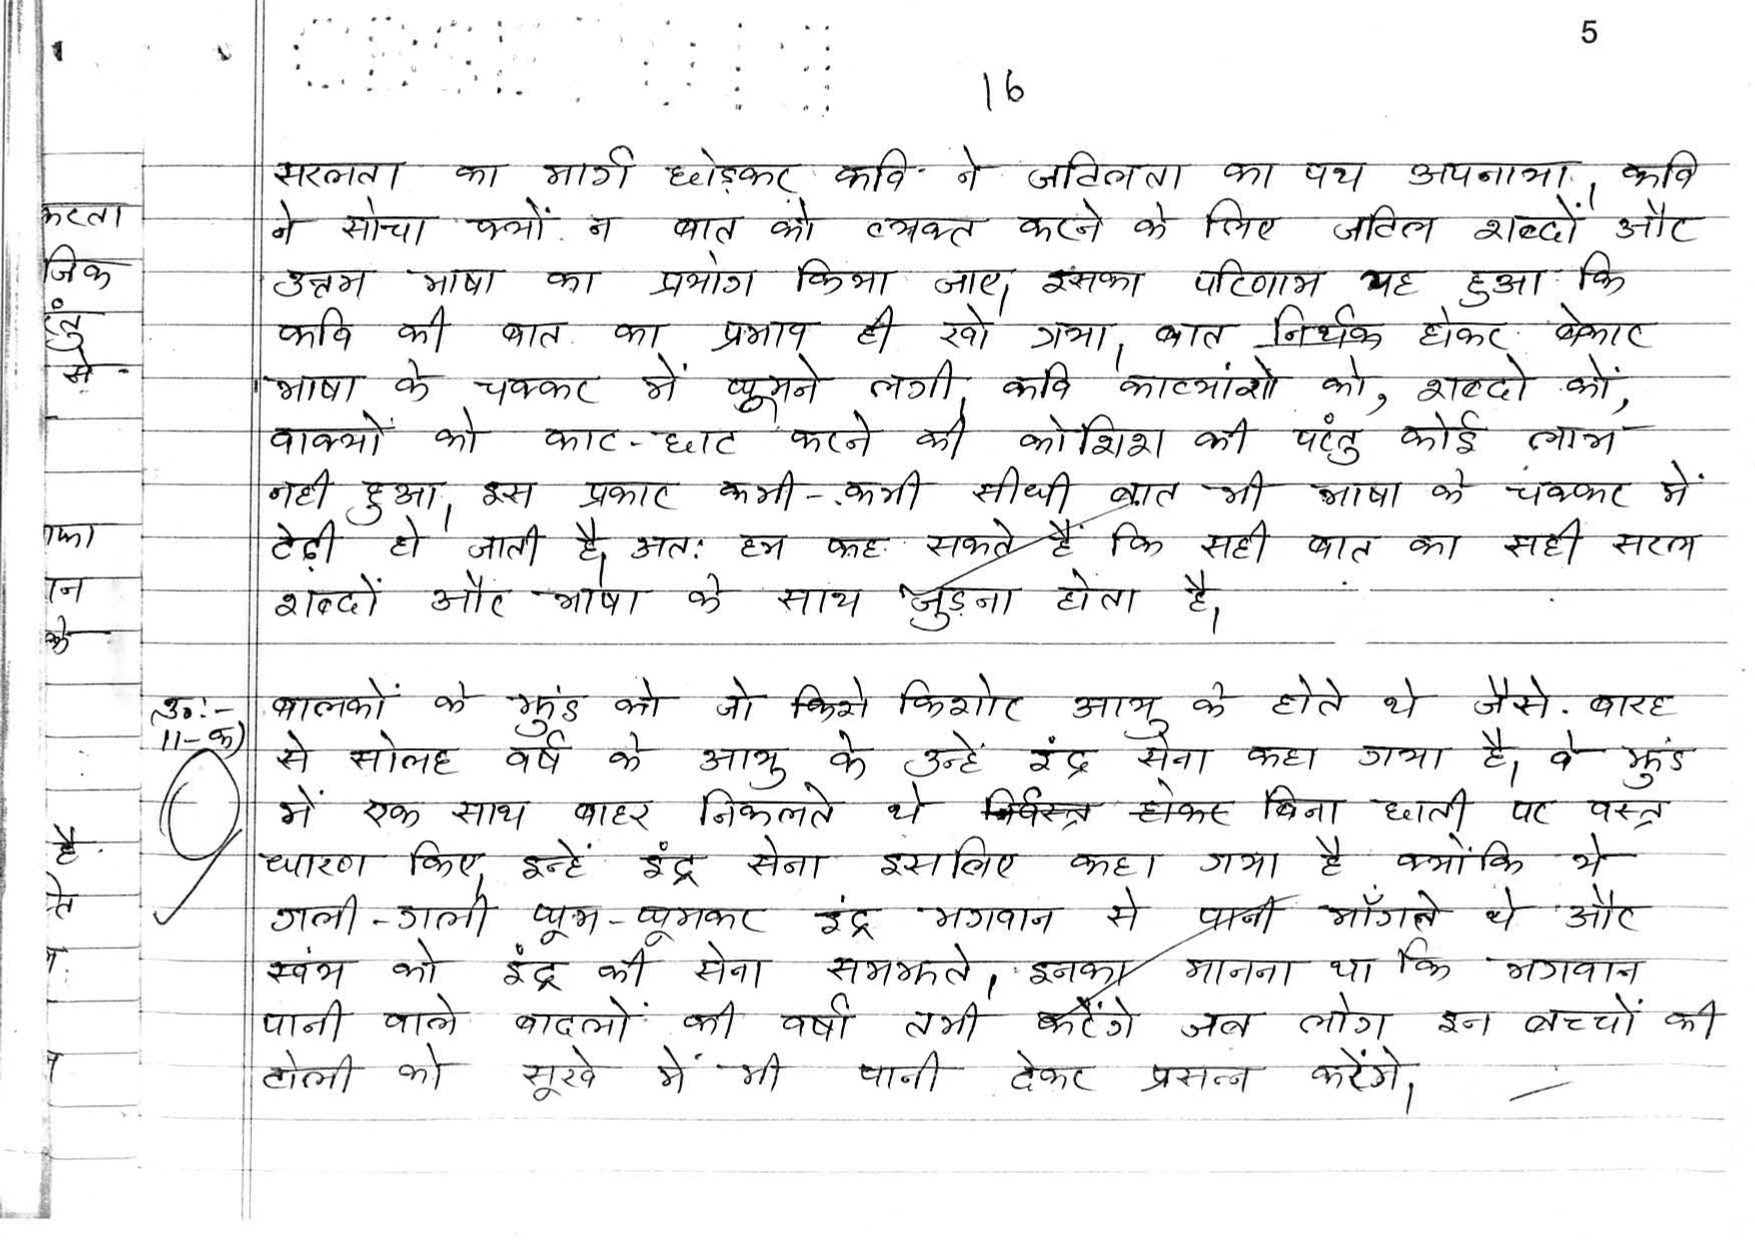 5
16
सरलता का मार्ग छोड़कर कवि ने जटिलता का पथ अपनाया। कवि
ने सोचा क्यों न बात को व्यक्त करने के लिए जटिल शब्दों और
उत्तम भाषा का प्रयोग किया जाए। इसका परिणाम यह हुआ कि
कवि की बात का प्रभाव ही खो गया। बात निर्थक होकर बेकार
भाषा के चक्कर में घूमने लगी। कवि काव्यांशो को, शब्दो कों,
वाक्यों को काट-छाट करने की कोशिश की परंतु कोई लाभ
नही हुआ। इस प्रकार कभी-कभी सीधी बात भी भाषा के चक्कर में
टेढ़ी हो जाती है। अत: हम कह सकते हैं कि सही बात का सही सरल
शब्दों और भाषा के साथ जुड़ना होता है।
उ०:-
11-क)
बालकों के झुंड को जो किशोर आयु के होते थे जैसे बारह
से सोलह वर्ष के आयु के उन्हें इंद्र सेना कहा गया है। वे झुंड
में एक साथ बाहर निकलते थे निर्वस्त्र होकर बिना छाती पर वस्त्र
धारण किए। इन्हें इंद्र सेना इसलिए कहा गया है क्योंकि ये
गली-गली घूम-घूमकर इंद्र भगवान से पानी माँगते थे और
स्वंय को इंद्र की सेना समझते। इनका मानना था कि भगवान
पानी वाले बादलों की वर्षा तभी करेंगे जब लोग इन बच्चों की
टोली को सूखे में भी पानी देकर प्रसन्न करेंगे।
करता
जिक
से
का
ान
के
है
ते